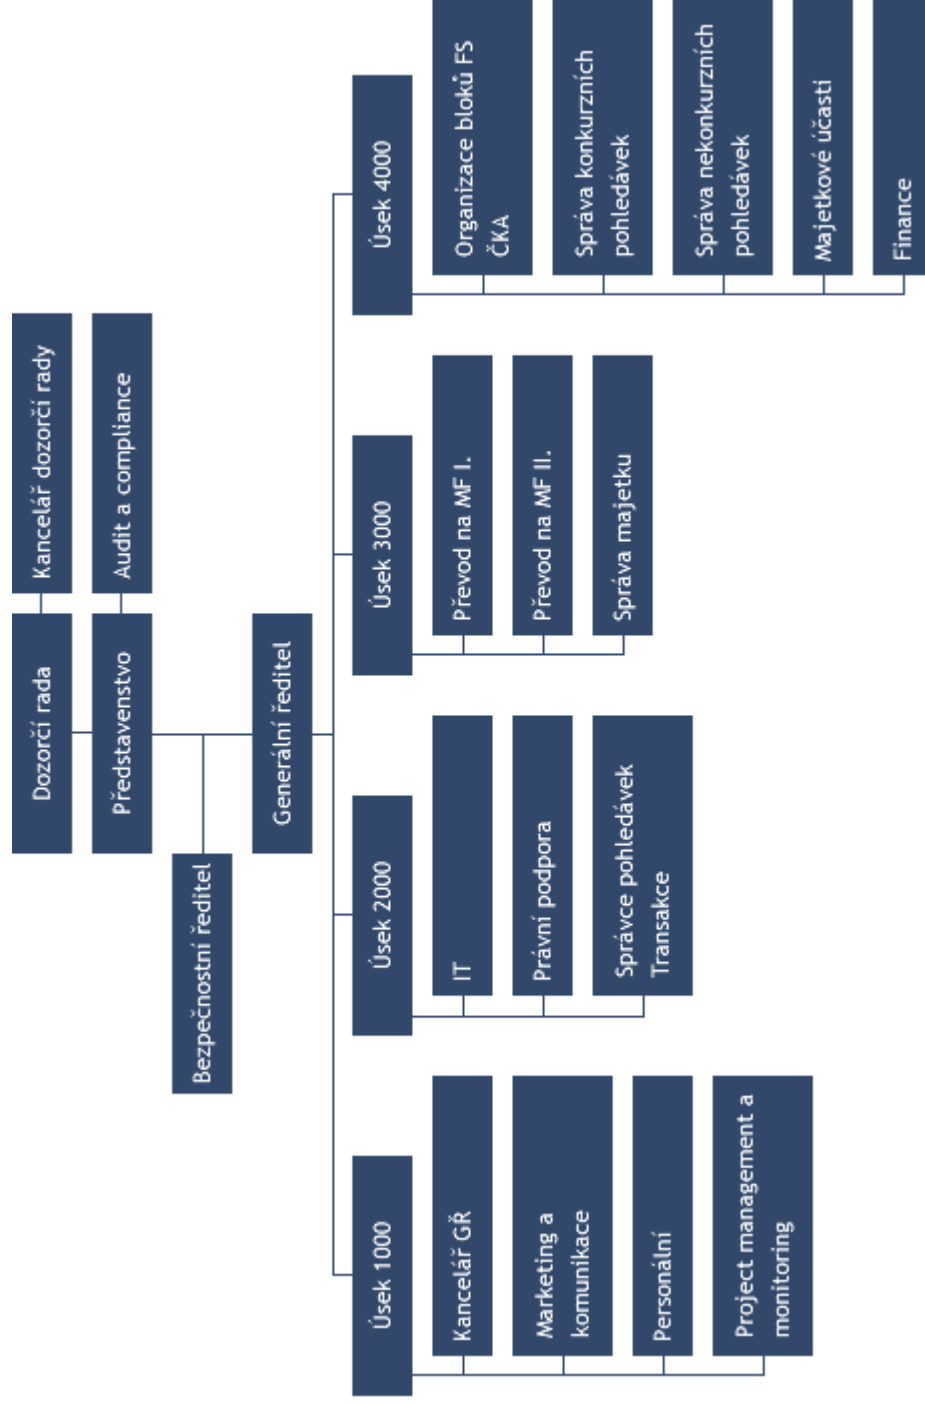 Dozorčí rada
Kancelář dozorčí rady
Představenstvo
Audit a compliance
Bezpečnostní ředitel
Generální ředitel
Úsek 1000
Kancelář GŘ
Marketing a
komunikace
Personální
Project management a
monitoring
Úsek 2000
IT
Právní podpora
Správce pohledávek
Transakce
Úsek 3000
Převod na MF I.
Převod na MF II.
Správa majetku
Úsek 4000
Organizace bloků FS
ČKA
Správa konkurzních
pohledávek
Správa nekonkurzních
pohledávek
Majetkové účasti
Finance